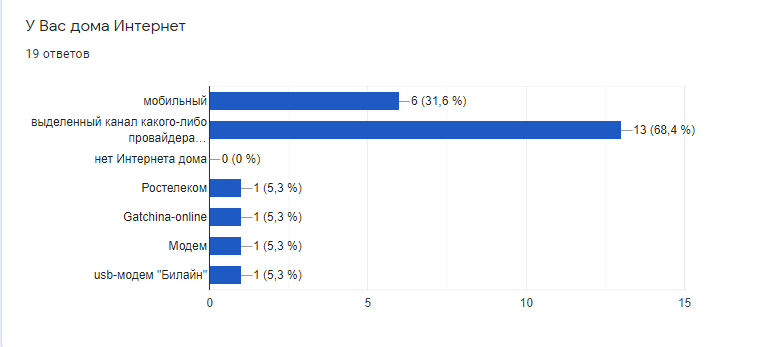 У Вас дома Интернет
19 ответов
мобильный
6 (31,6 %)
выделенный канал какого-либо
провайдера…
13 (68,4 %)
нет Интернета дома
0 (0 %)
Ростелеком
1 (5,3 %)
Gatchina-online
1 (5,3 %)
Модем
1 (5,3 %)
usb-модем "Билайн"
1 (5,3 %)
0
5
10
15